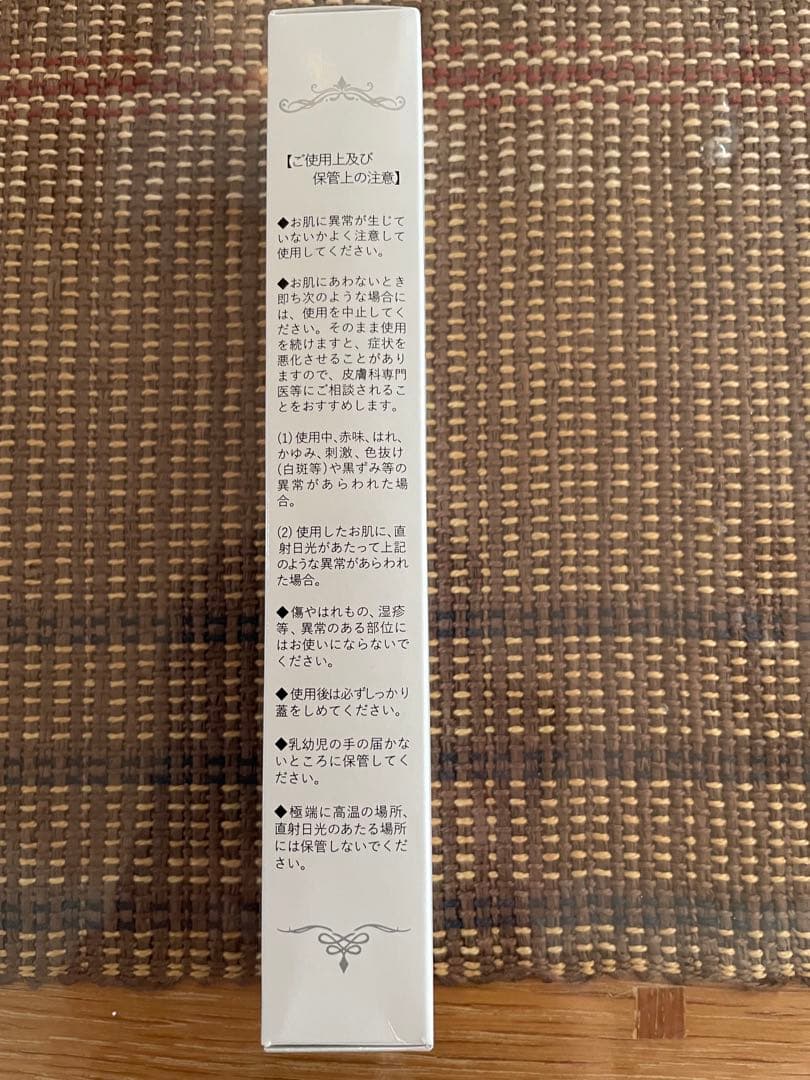 【ご使用上及び
保管上の注意】
◆お肌に異常が生じて
いないかよく注意して
使用してください。
◆お肌にあわないとき
即ち次のような場合に
は、使用を中止してく
ださい。そのまま使用
を続けますと、症状を
悪化させることがあり
ますので、皮膚科専門
医等にご相談されるこ
とをおすすめします。
(1) 使用中、赤味、はれ、
かゆみ、刺激、色抜け
(白斑等)や黒ずみ等の
異常があらわれた場
合。
(2) 使用したお肌に、直
射日光があたって上記
のような異常があらわれ
た場合。
◆傷やはれもの、湿疹
等、異常のある部位に
はお使いにならないで
ください。
◆使用後は必ずしっかり
蓋をしめてください。
◆乳幼児の手の届かな
いところに保管してく
ださい。
◆極端に高温の場所、
直射日光のあたる場所
には保管しないでくだ
さい。